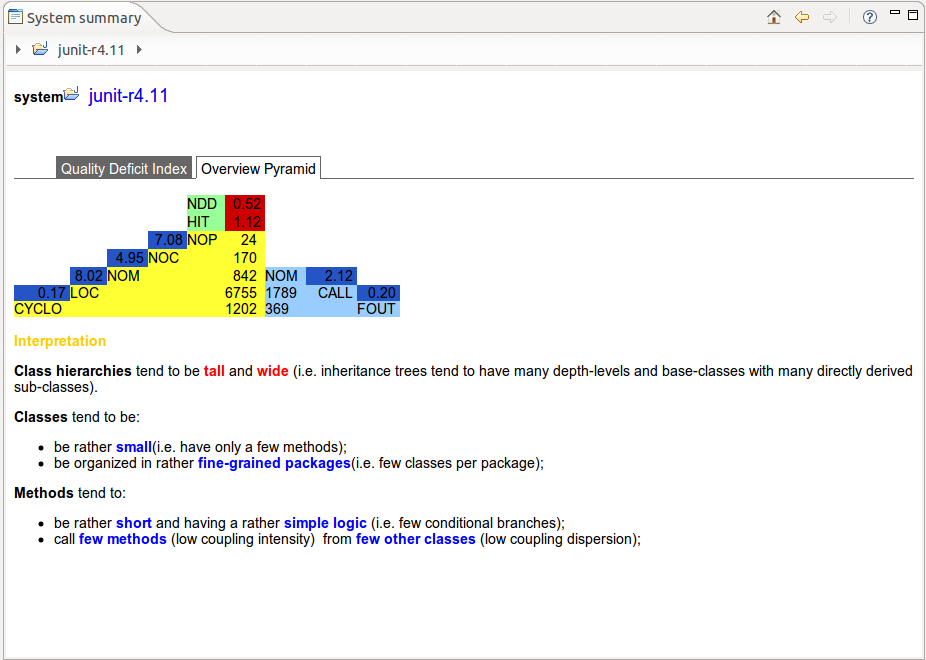 System summary
junit-r4.11
system junit-r4.11
Quality Deficit Index Overview Pyramid
NDD 0.52
HIT 1.12
7.08 NOP 24
4.95 NOC 170
8.02 NOM 842 NOM 2.12
0.17 LOC 6755 1789 CALL 0.20
CYCLO 1202 369 FOUT
Interpretation
Class hierarchies tend to be tall and wide (i.e. inheritance trees tend to have many depth-levels and base-classes with many directly derived
sub-classes).
Classes tend to be:
• be rather small(i.e. have only a few methods);
• be organized in rather fine-grained packages(i.e. few classes per package);
Methods tend to:
• be rather short and having a rather simple logic (i.e. few conditional branches);
• call few methods (low coupling intensity)  from few other classes (low coupling dispersion);